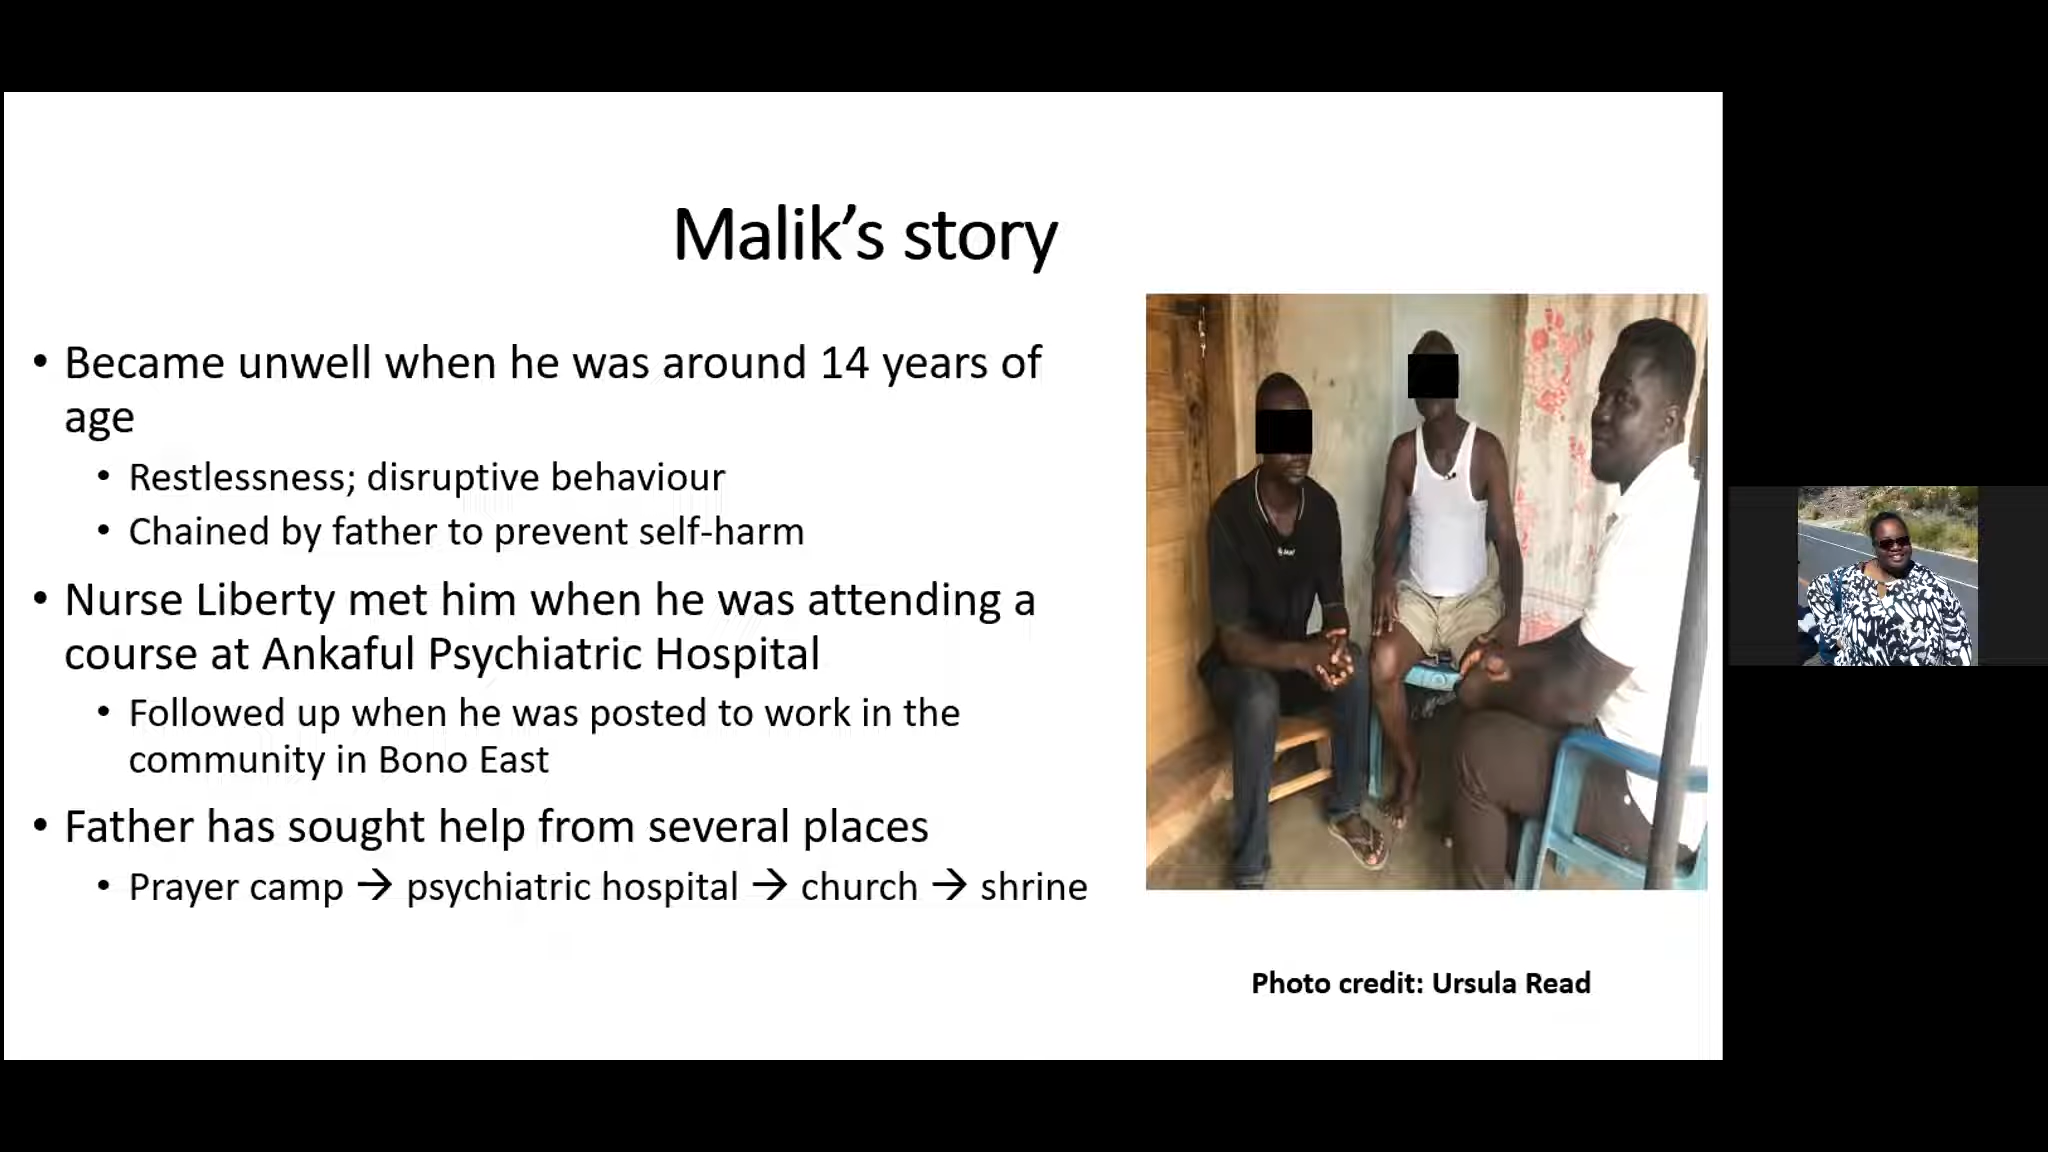 Malik's story
• Became unwell when he was around 14 years of
age
• Restlessness; disruptive behaviour
• Chained by father to prevent self-harm
• Nurse Liberty met him when he was attending a
course at Ankaful Psychiatric Hospital
• Followed up when he was posted to work in the
community in Bono East
• Father has sought help from several places
• Prayer camp → psychiatric hospital → church → shrine
Photo credit: Ursula Read